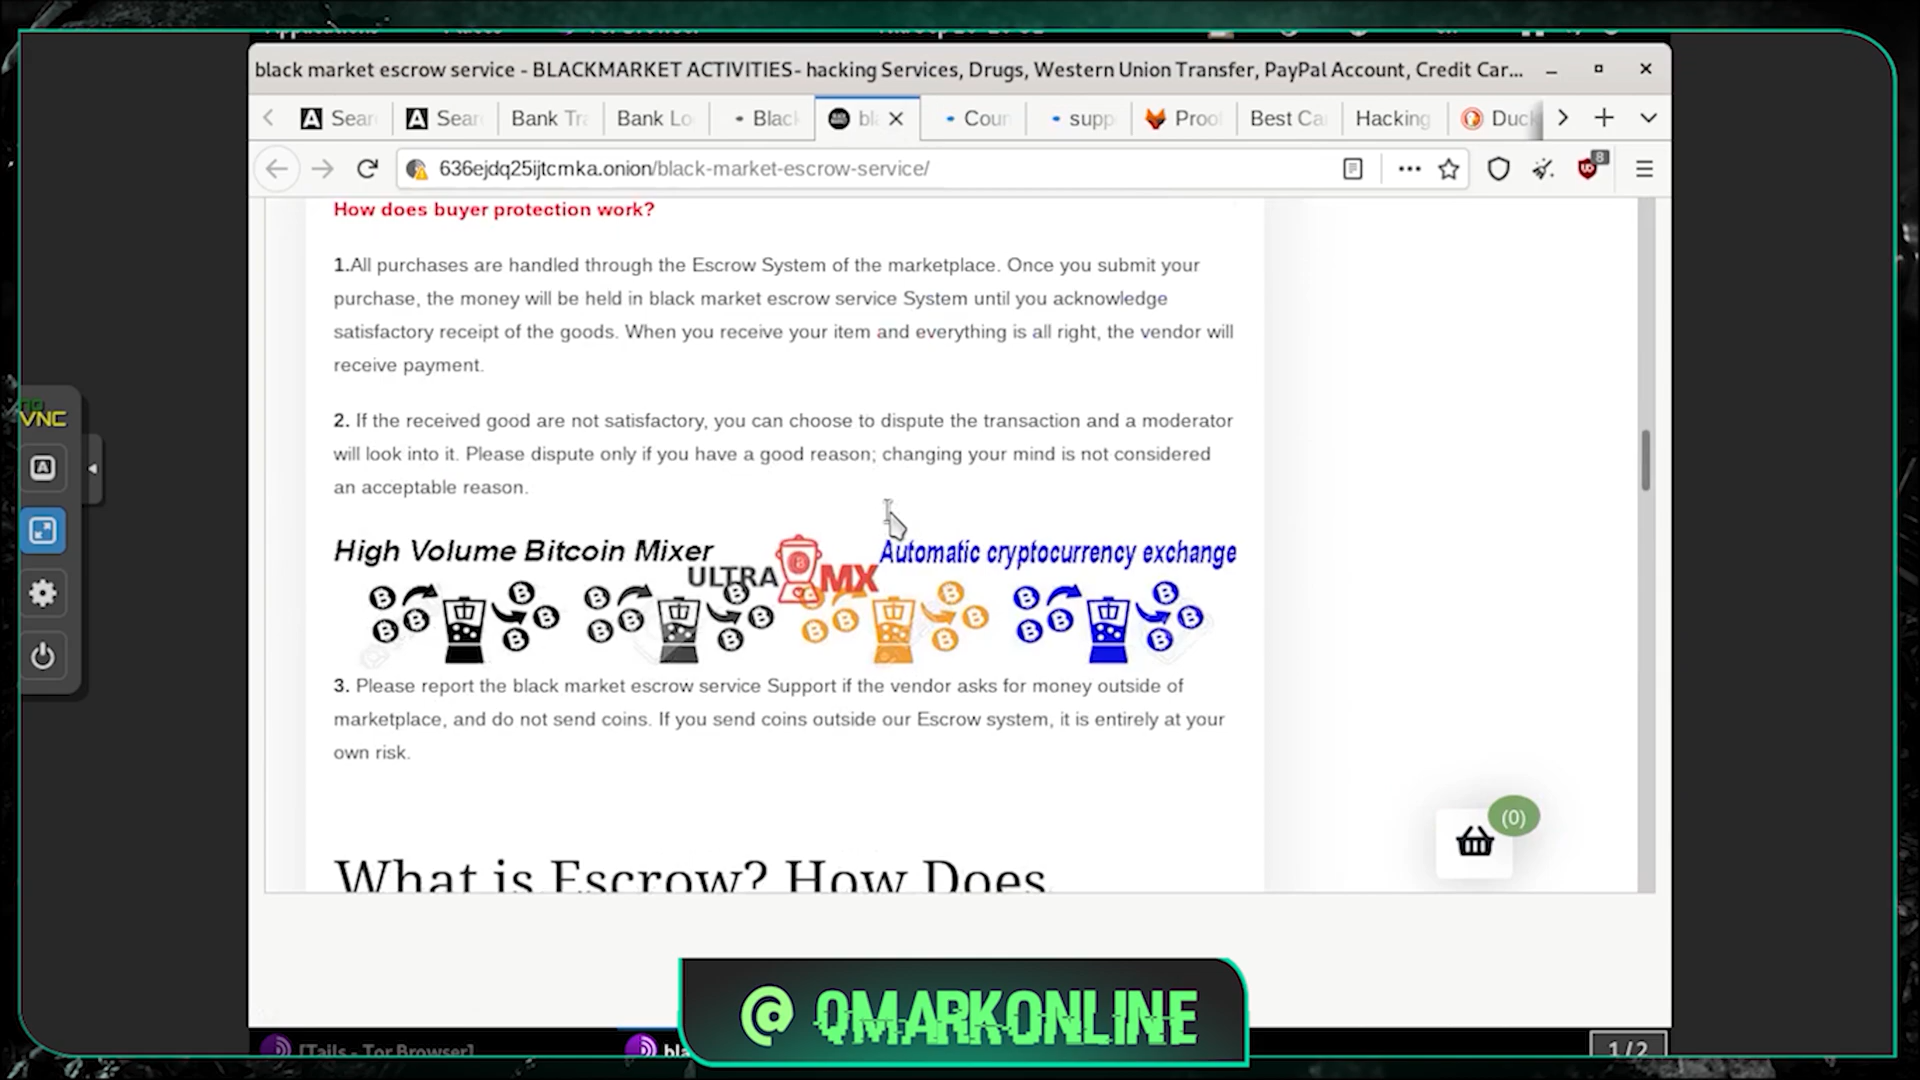 black market escrow service - BLACKMARKET ACTIVITIES- hacking Services, Drugs, Western Union Transfer, PayPal Account, Credit Car...
Sear
Sear
Bank Tr
Bank Lo
Black
bl
Coun
supp
Proof
Best Ca
Hacking
Duck
636ejdq25ijtcmka.onion/black-market-escrow-service/
8
How does buyer protection work?
1.All purchases are handled through the Escrow System of the marketplace. Once you submit your
purchase, the money will be held in black market escrow service System until you acknowledge
satisfactory receipt of the goods. When you receive your item and everything is all right, the vendor will
receive payment.
2. If the received good are not satisfactory, you can choose to dispute the transaction and a moderator
will look into it. Please dispute only if you have a good reason; changing your mind is not considered
an acceptable reason.
High Volume Bitcoin Mixer
ULTRA MX
Automatic cryptocurrency exchange
3. Please report the black market escrow service Support if the vendor asks for money outside of
marketplace, and do not send coins. If you send coins outside our Escrow system, it is entirely at your
own risk.
(0)
What is Escrow? How Does
no
VNC
A
@ QMARKONLINE
[Tails - Tor Browser]
bla
1/2